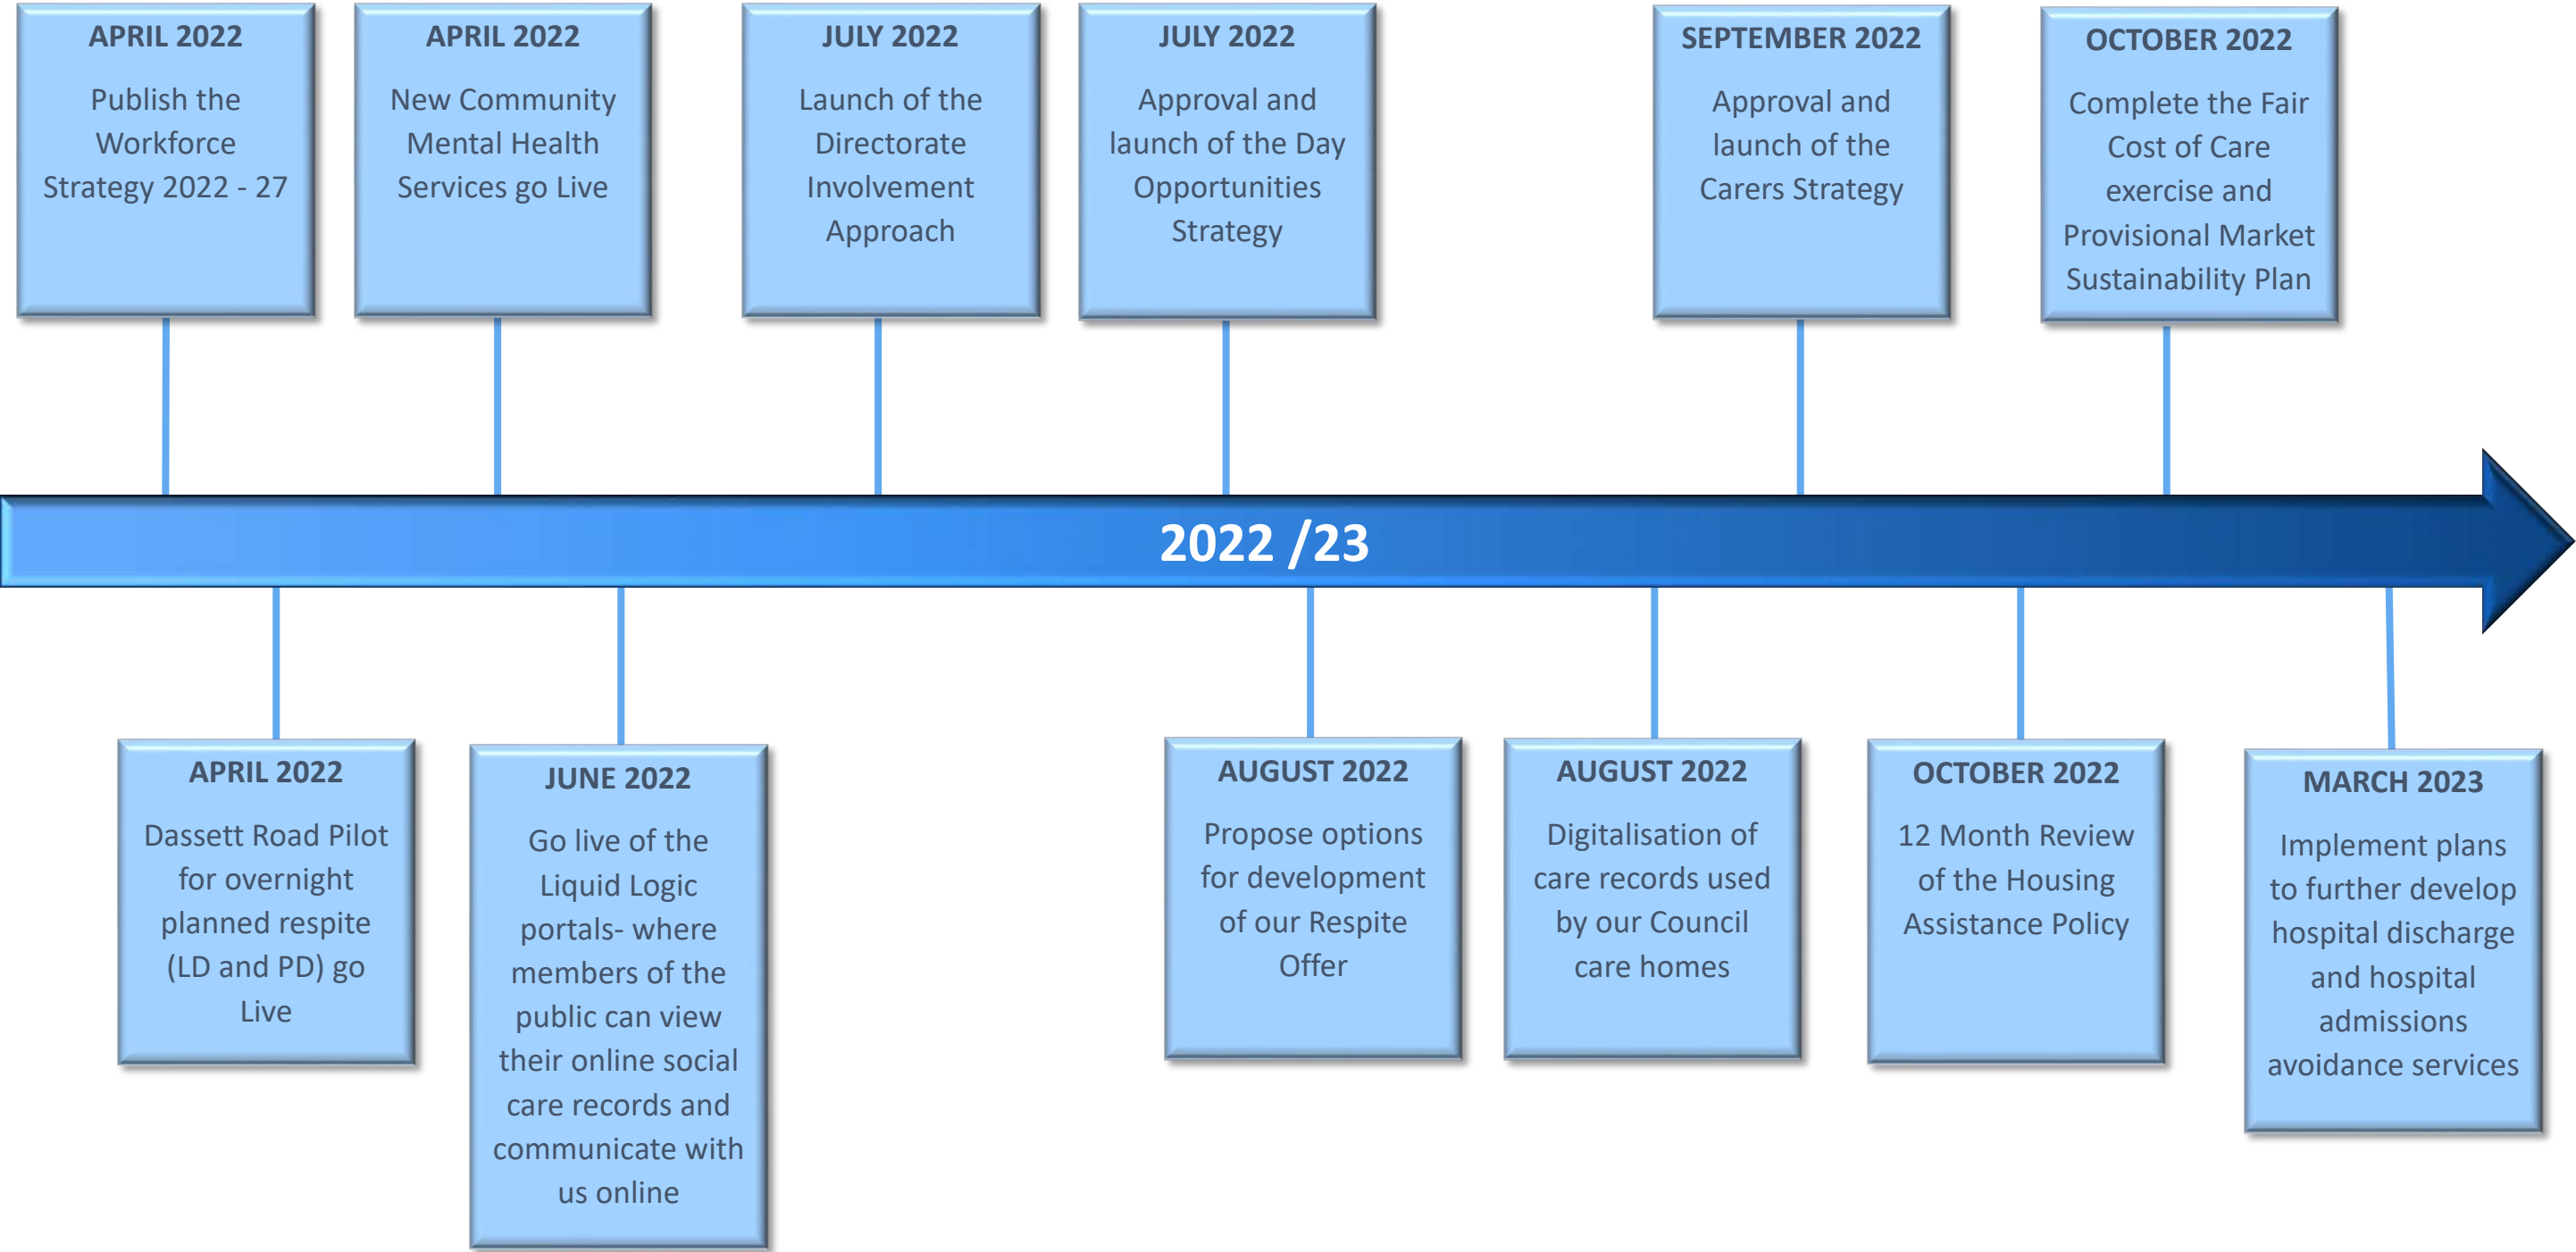 APRIL 2022
Publish the
Workforce
Strategy 2022 - 27
APRIL 2022
New Community
Mental Health
Services go Live
JULY 2022
Launch of the
Directorate
Involvement
Approach
JULY 2022
Approval and
launch of the Day
Opportunities
Strategy
SEPTEMBER 2022
Approval and
launch of the
Carers Strategy
OCTOBER 2022
Complete the Fair
Cost of Care
exercise and
Provisional Market
Sustainability Plan
2022 /23
APRIL 2022
Dassett Road Pilot
for overnight
planned respite
(LD and PD) go
Live
JUNE 2022
Go live of the
Liquid Logic
portals- where
members of the
public can view
their online social
care records and
communicate with
us online
AUGUST 2022
Propose options
for development
of our Respite
Offer
AUGUST 2022
Digitalisation of
care records used
by our Council
care homes
OCTOBER 2022
12 Month Review
of the Housing
Assistance Policy
MARCH 2023
Implement plans
to further develop
hospital discharge
and hospital
admissions
avoidance services